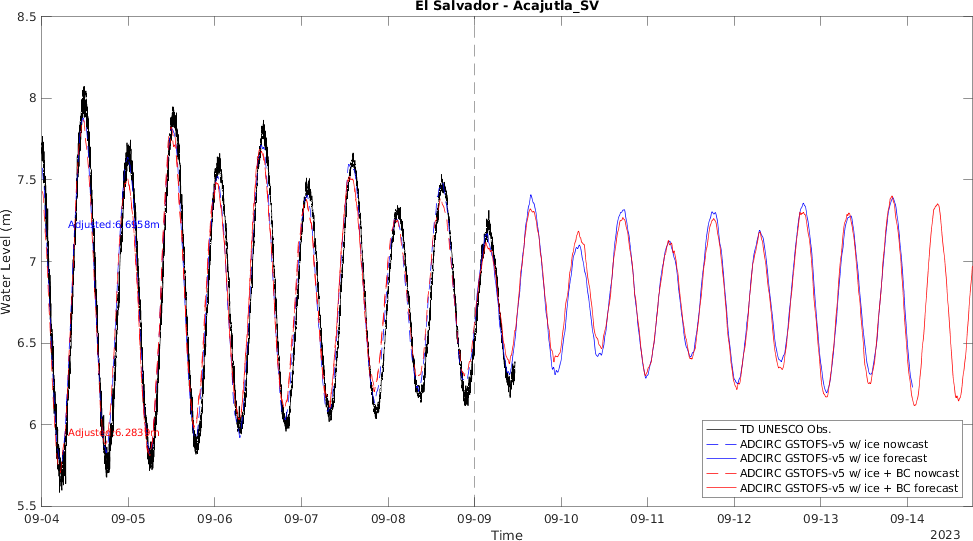 El Salvador - Acajutla_SV
8.5
8
7.5
7
6.5
6
5.5
Water Level (m)
Adjusted:6.6958m
09-04
09-05
09-06
09-07
09-08
09-09
09-10
09-11
09-12
09-13
09-14
Time
2023
TD UNESCO Obs.
ADCIRC GSTOFS-v5 w/ ice nowcast
ADCIRC GSTOFS-v5 w/ ice forecast
ADCIRC GSTOFS-v5 w/ ice + BC nowcast
ADCIRC GSTOFS-v5 w/ ice + BC forecast